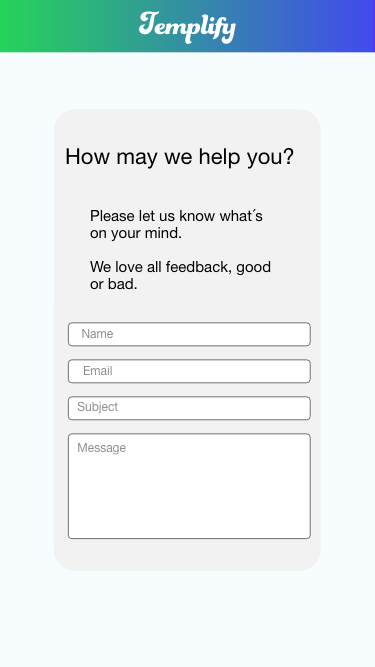 Templify
How may we help you?
Please let us know what´s
on your mind.
We love all feedback, good
or bad.
Name
Email
Subject
Message